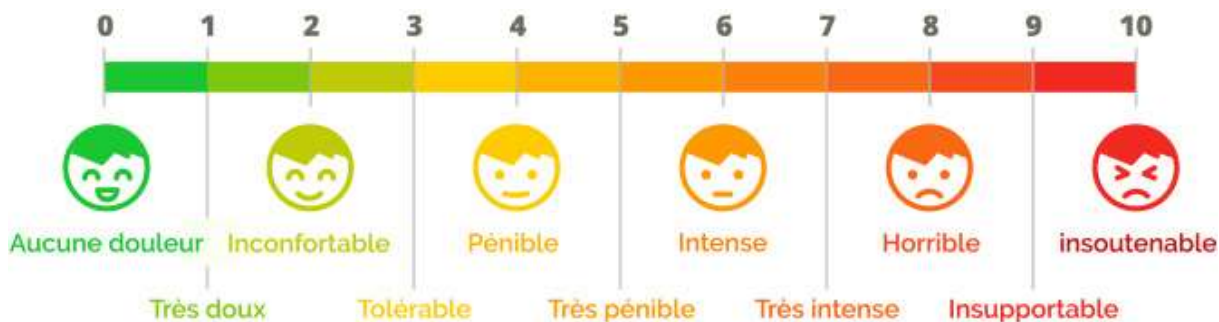 0 1 2 3 4 5 6 7 8 9 10
Aucune douleur Inconfortable Pénible Intense Horrible insoutenable
Très doux Tolérable Très pénible Très intense Insupportable